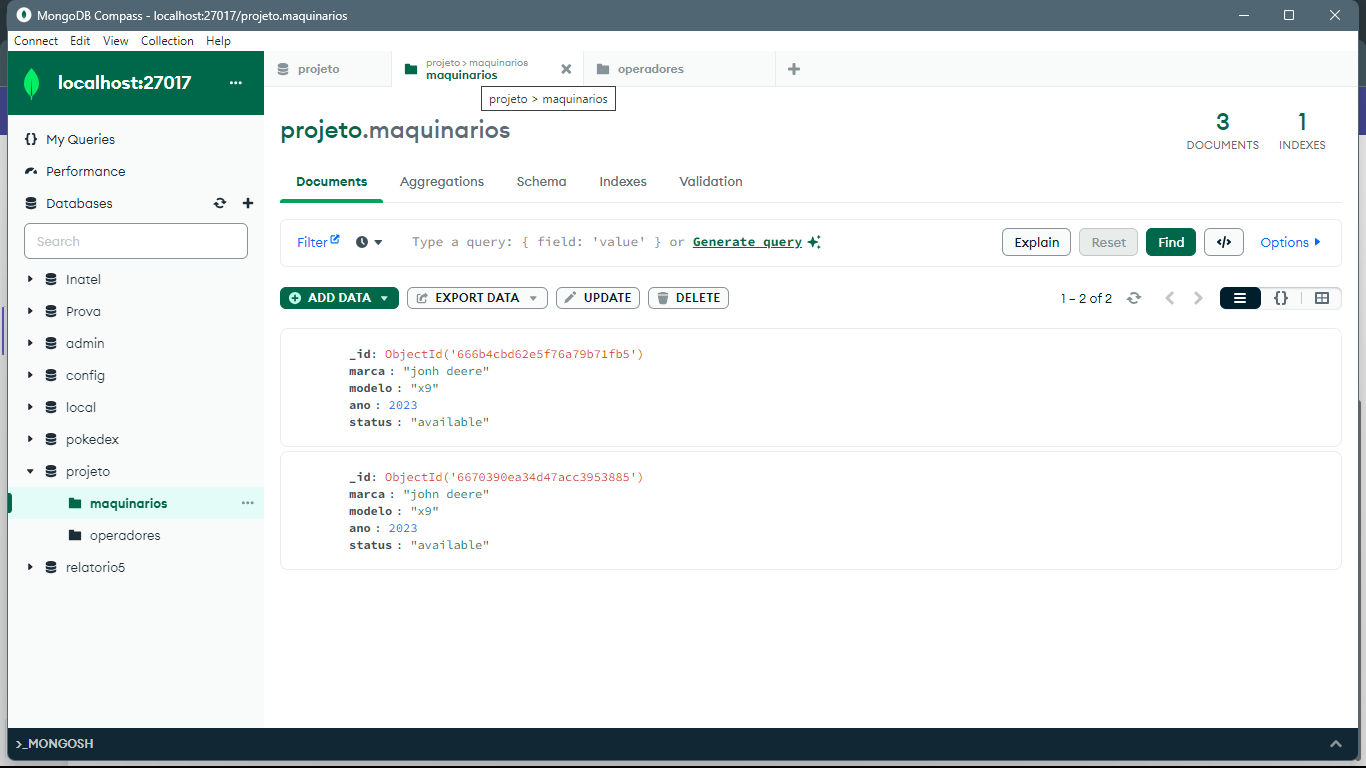 MongoDB Compass - localhost:27017/projeto.maquinarios
Connect Edit View Collection Help
localhost:27017 ...
projeto
projeto > maquinarios
maquinarios
operadores
projeto > maquinarios
My Queries
Performance
Databases
Search
Inatel
Prova
admin
config
local
pokedex
projeto
maquinarios ...
operadores
relatorio5
projeto.maquinarios
3
DOCUMENTS
1
INDEXES
Documents Aggregations Schema Indexes Validation
Filter Type a query: { field: 'value' } or Generate query Explain Reset Find </> Options
ADD DATA EXPORT DATA UPDATE DELETE 1 – 2 of 2 {}
_id: ObjectId('666b4cbd62e5f76a79b71fb5')
marca : "jonh deere"
modelo : "x9"
ano : 2023
status : "available"
_id: ObjectId('6670390ea34d47acc3953885')
marca : "john deere"
modelo : "x9"
ano : 2023
status : "available"
>_MONGOSH